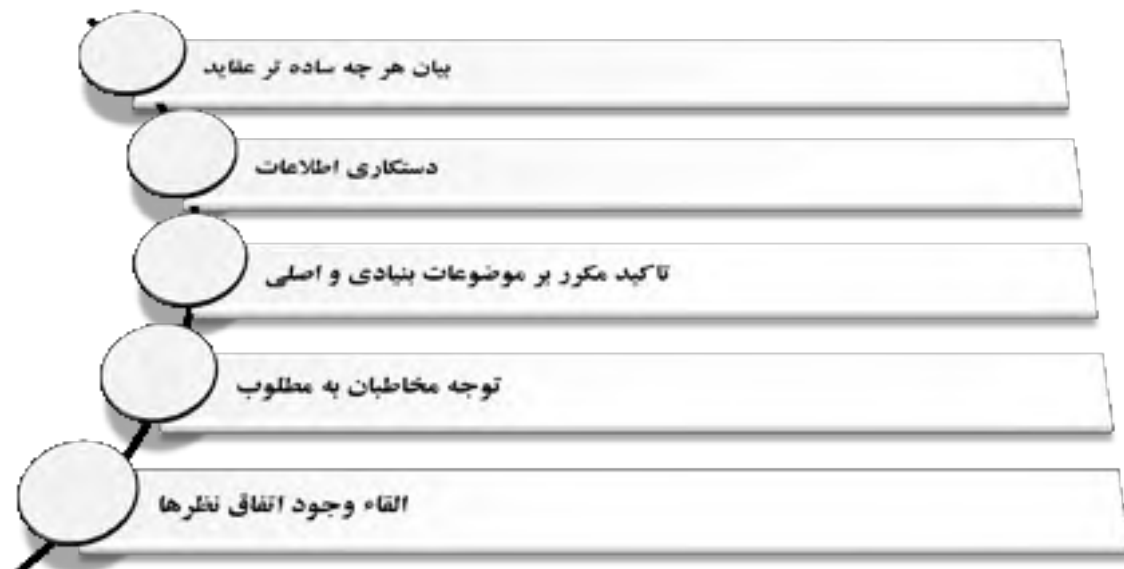 بیان هر چه ساده تر عقاید
دستکاری اطلاعات
تاکید مکرر بر موضوعات بنیادی و اصلی
توجه مخاطبان به مطلوب
القاء وجود اتفاق نظرها